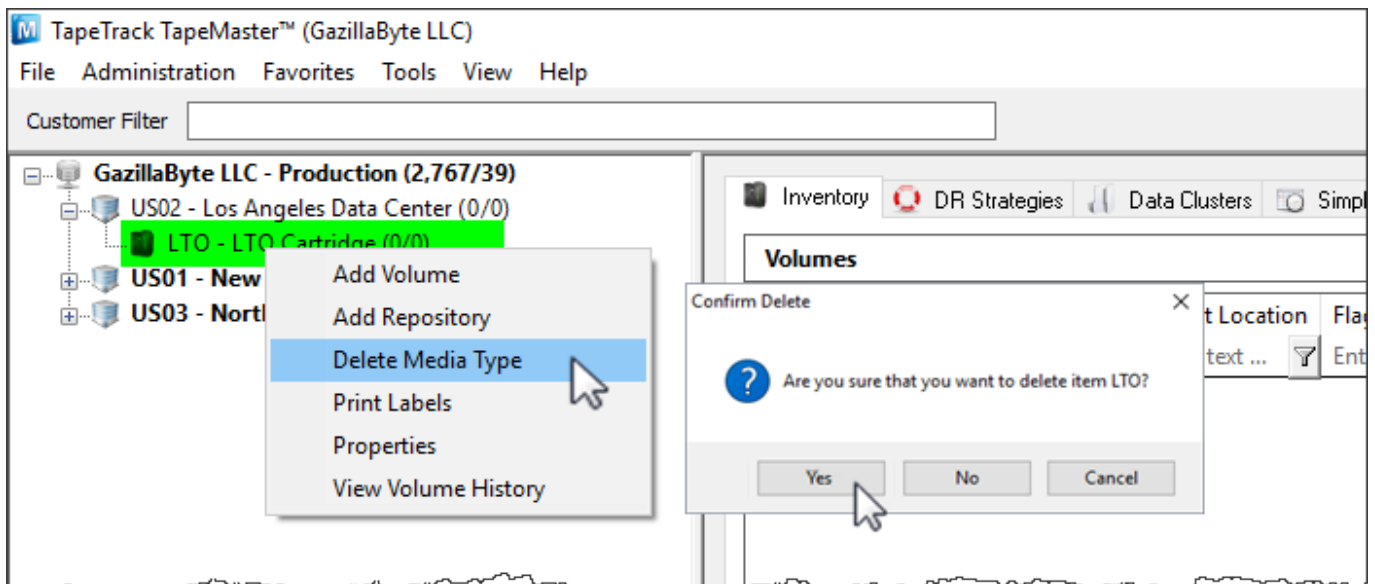 TapeTrack TapeMaster™ (GazillaByte LLC)
File Administration Favorites Tools View Help
Customer Filter
GazillaByte LLC - Production (2,767/39)
US02 - Los Angeles Data Center (0/0)
LTO - LTO Cartridge (0/0)
US01 - New
US03 - North
Add Volume
Add Repository
Delete Media Type
Print Labels
Properties
View Volume History
Inventory DR Strategies Data Clusters Simpl
Volumes
t Location Flag
text ... Ent
Confirm Delete
Are you sure that you want to delete item LTO?
Yes No Cancel